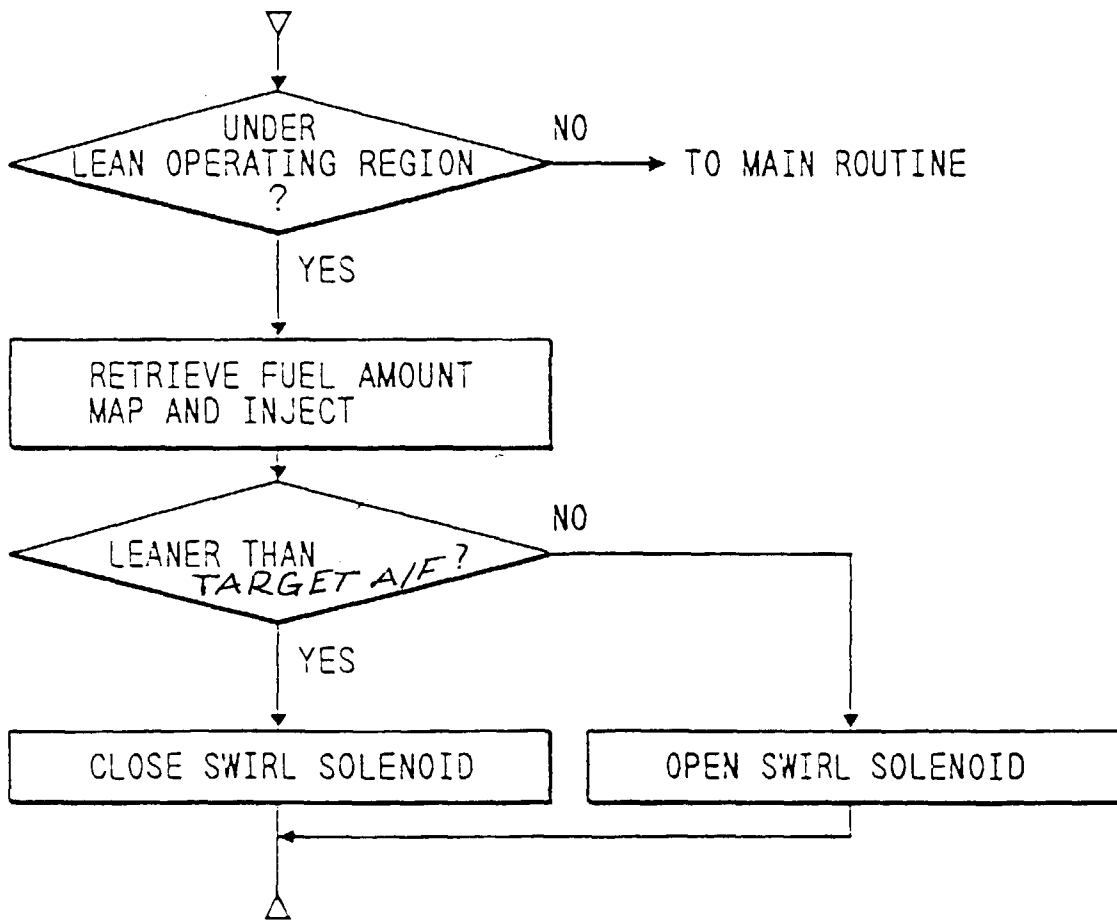 UNDER
LEAN OPERATING REGION
?
NO
TO MAIN ROUTINE
YES
RETRIEVE FUEL AMOUNT
MAP AND INJECT
NO
LEANER THAN
TARGET A/F ?
YES
CLOSE SWIRL SOLENOID
OPEN SWIRL SOLENOID